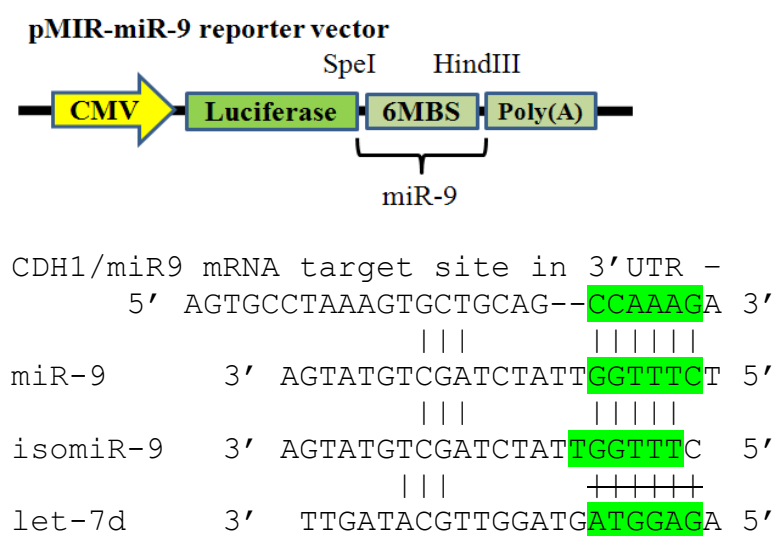 pMIR-miR-9 reporter vector
SpeI HindIII
CMV Luciferase 6MBS Poly(A)
miR-9
CDH1/miR9 mRNA target site in 3′UTR –
5′ AGTGCCTAAAGTGCTGCAG--CCAAAGA 3′
||| ||||||
miR-9 3′ AGTATGTCGATCTATTGGTTTCT 5′
||| |||||
isomiR-9 3′ AGTATGTCGATCTATTGGTTTC 5′
||| ||||||
let-7d 3′ TTGATACGTTGGATGATGGAGA 5′